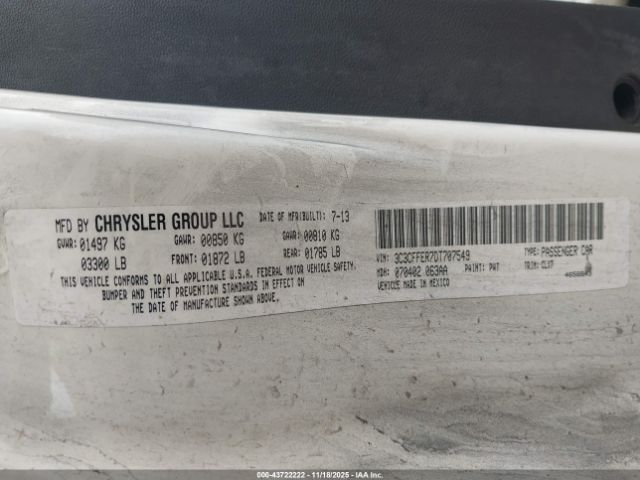 MFD BY CHRYSLER GROUP LLC DATE OF MFR(BUILT): 7-13
GVWR: 01497 KG GAWR: 00850 KG GAWR: 00810 KG
03300 LB FRONT: 01872 LB REAR: 01785 LB
THIS VEHICLE CONFORMS TO ALL APPLICABLE U.S.A. FEDERAL MOTOR VEHICLE SAFETY,
BUMPER AND THEFT PREVENTION STANDARDS IN EFFECT ON
THE DATE OF MANUFACTURE SHOWN ABOVE.
VIN: 3C3CFFER7DT707549 TYPE: PASSENGER CAR
MDH: 070402 063AA PAINT: PW7 TRIM: CLX7
VEHICLE MADE IN MEXICO
000-43722222 | 11/18/2025 | © IAA Inc.